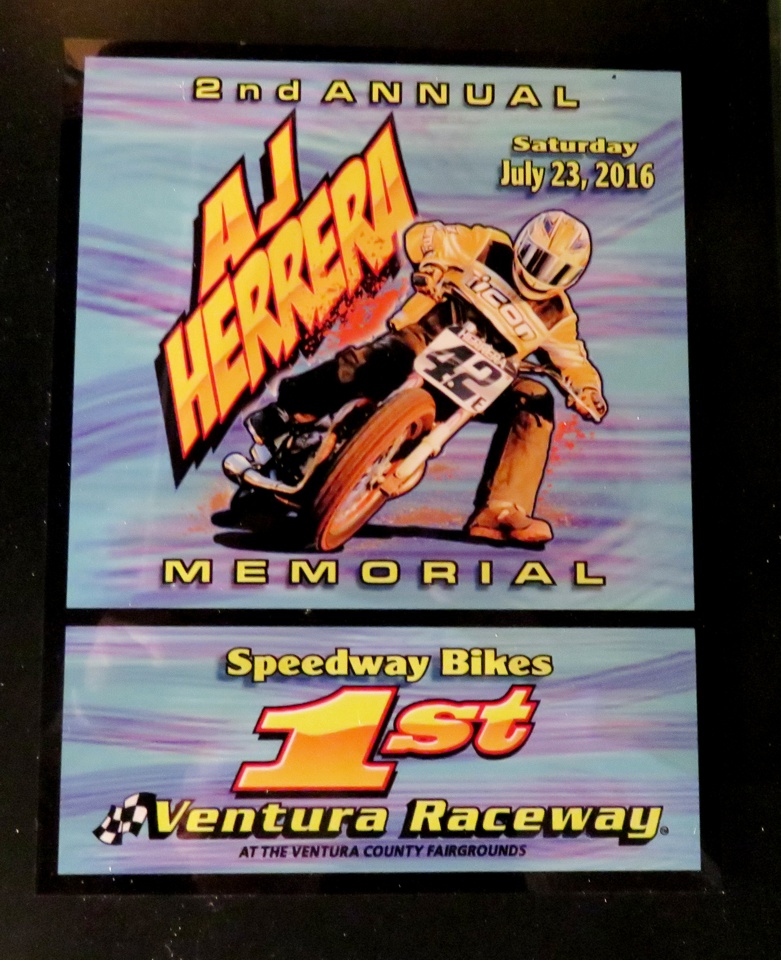 2nd ANNUAL
AJ
HERRERA
Saturday
July 23, 2016
icon
42E
MEMORIAL
Speedway Bikes
1st
Ventura Raceway
AT THE VENTURA COUNTY FAIRGROUNDS